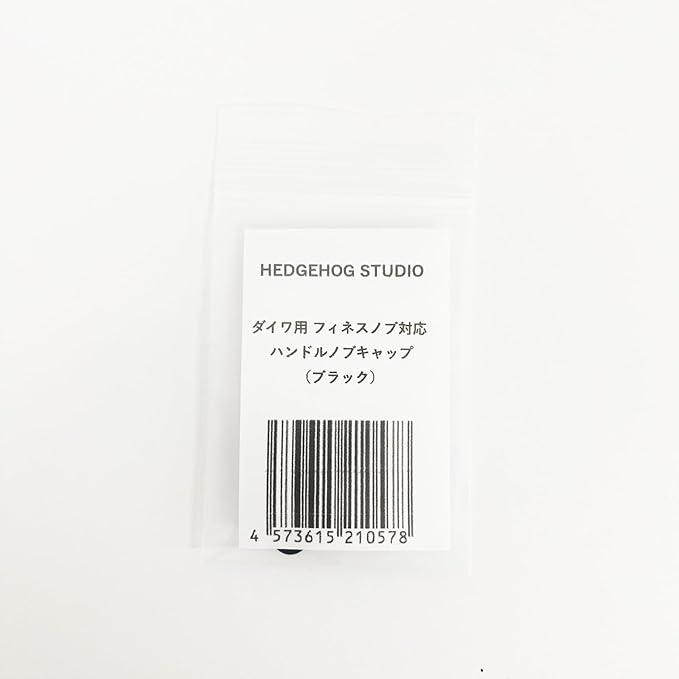 HEDGEHOG STUDIO
ダイワ用 フィネスノブ対応
ハンドルノブキャップ
（ブラック）
4 573615 210578